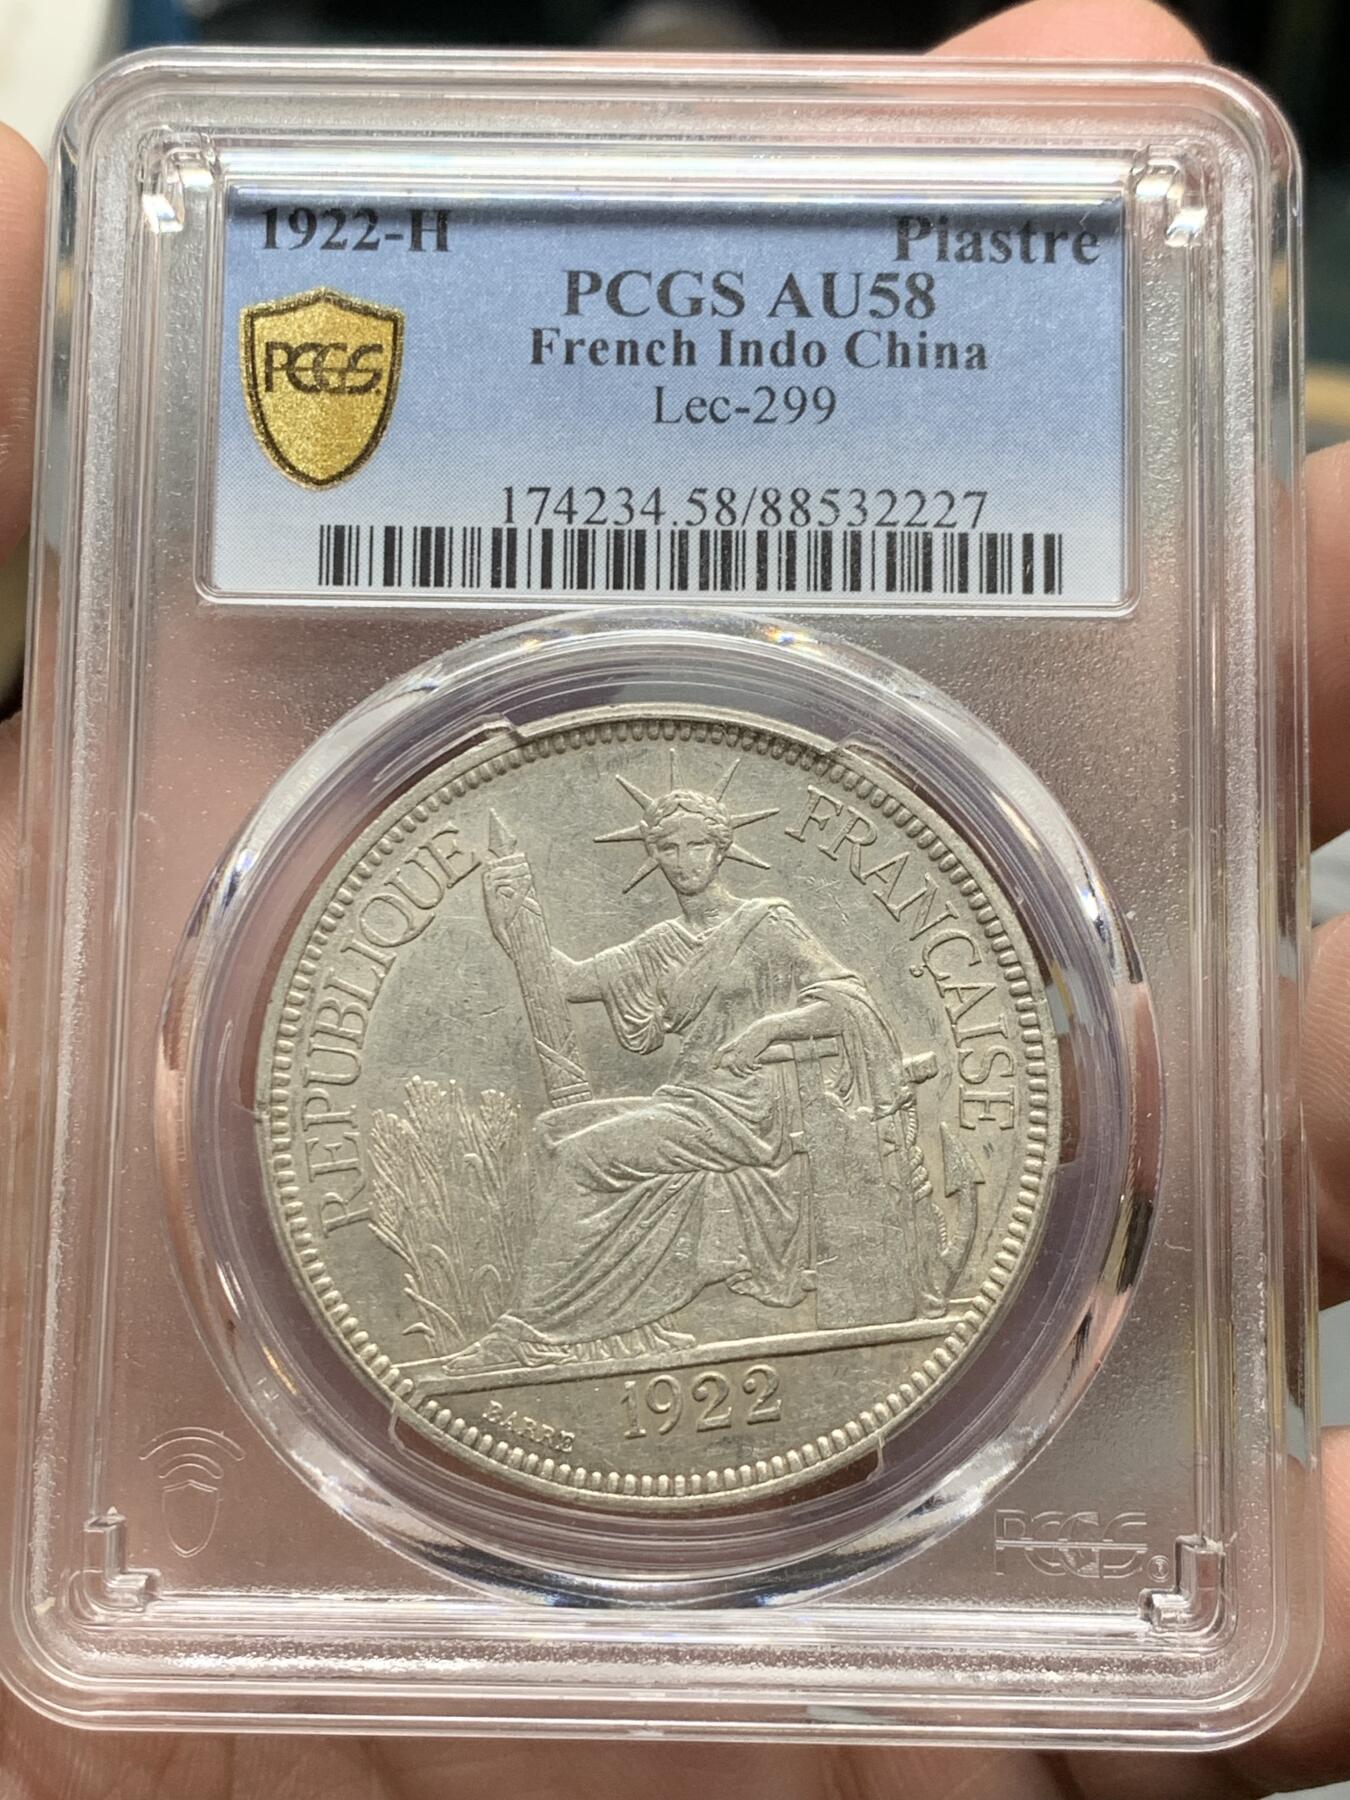 1922-H Piastre
PCGS AU58
PCGS
French Indo China
Lec-299
174234.58/88532227
REPUBLIQUE FRANÇAISE
BARRE 1922
PCGS